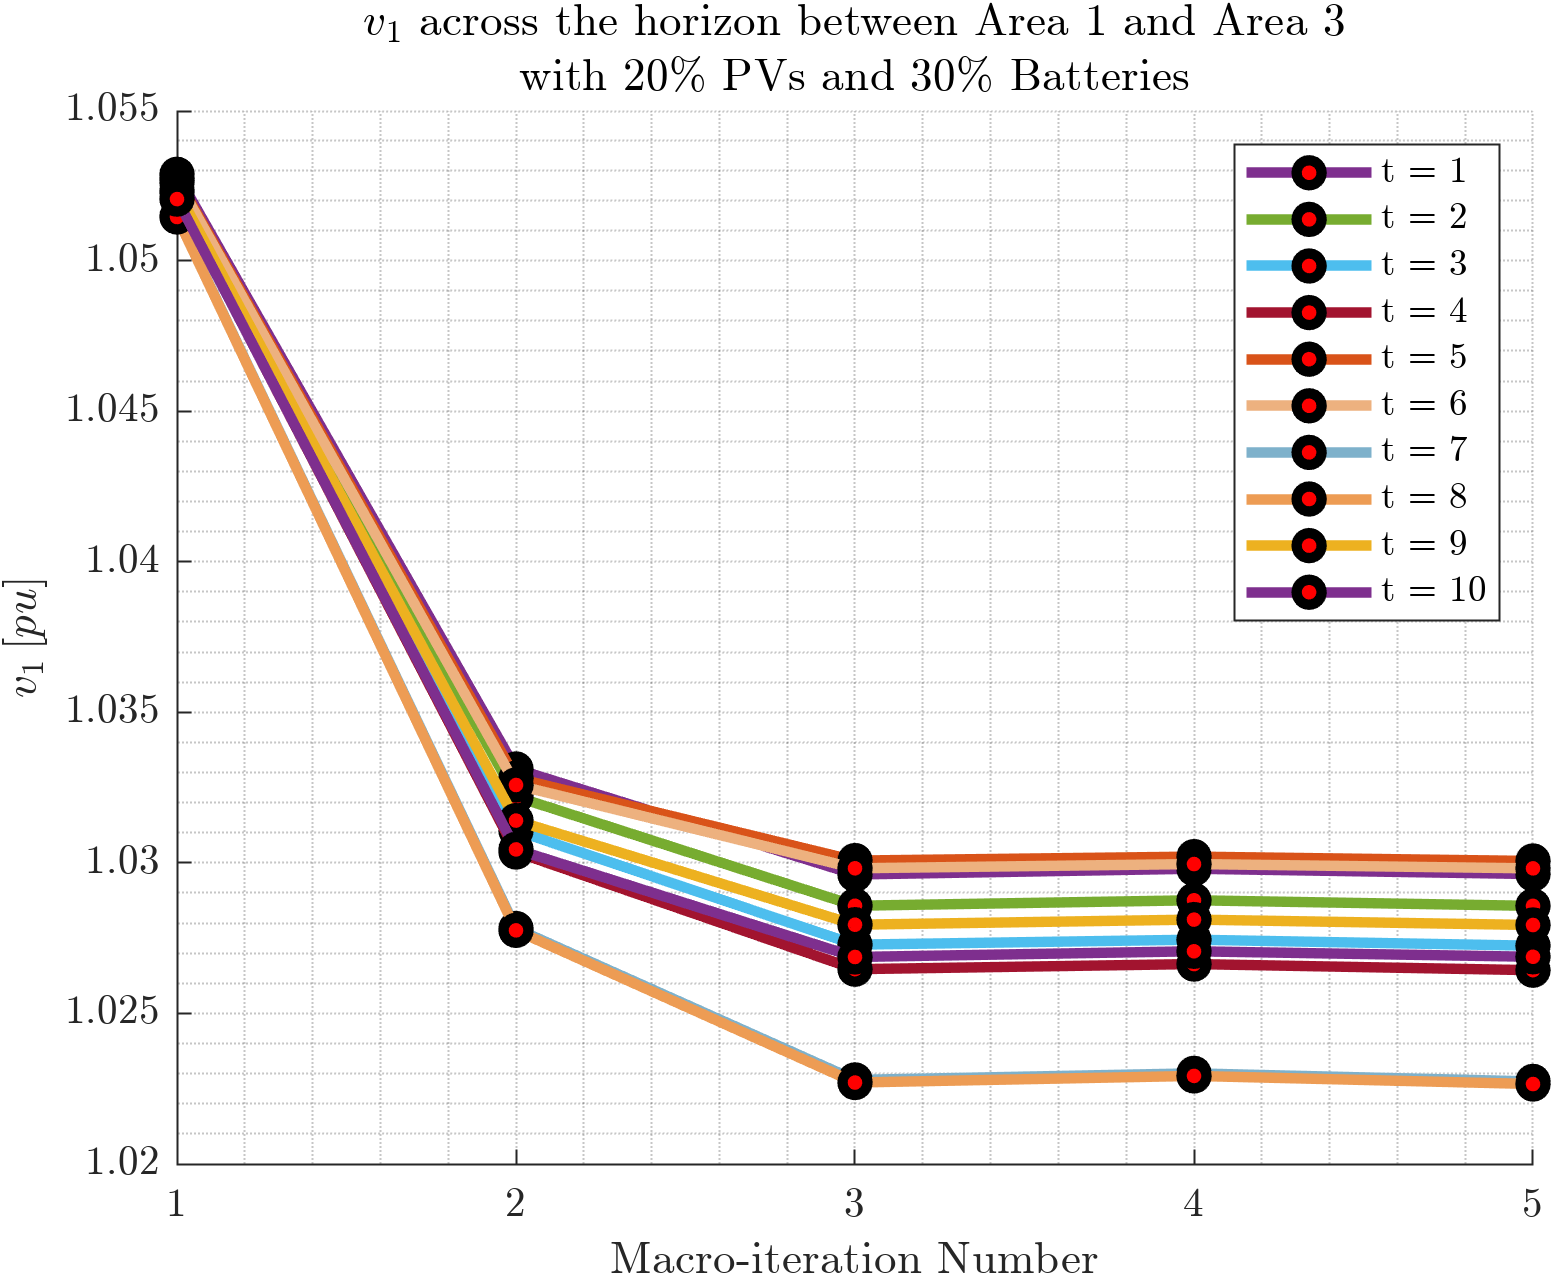 v₁ across the horizon between Area 1 and Area 3
with 20% PVs and 30% Batteries
1.055
1.05
1.045
1.04
1.035
1.03
1.025
1.02
v₁ [pu]
t = 1
t = 2
t = 3
t = 4
t = 5
t = 6
t = 7
t = 8
t = 9
t = 10
1 2 3 4 5
Macro-iteration Number